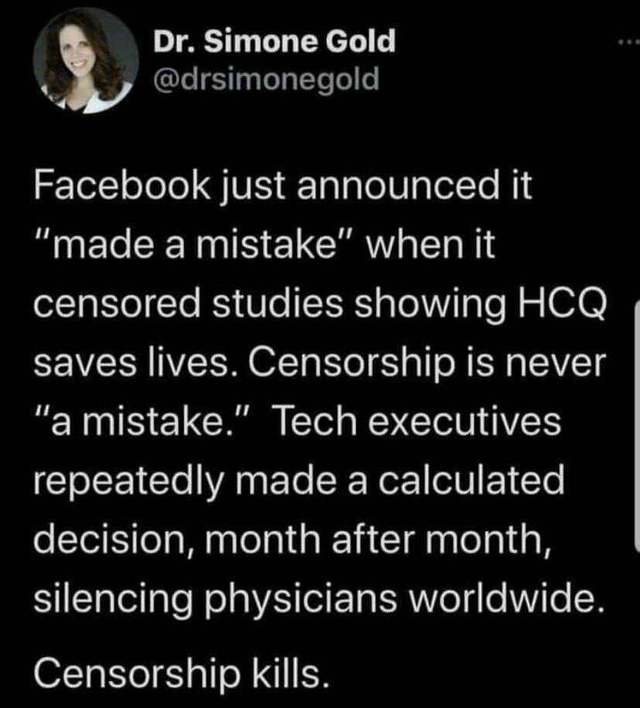 Dr. Simone Gold
@drsimonegold
Facebook just announced it
"made a mistake" when it
censored studies showing HCQ
saves lives. Censorship is never
"a mistake." Tech executives
repeatedly made a calculated
decision, month after month,
silencing physicians worldwide.
Censorship kills.